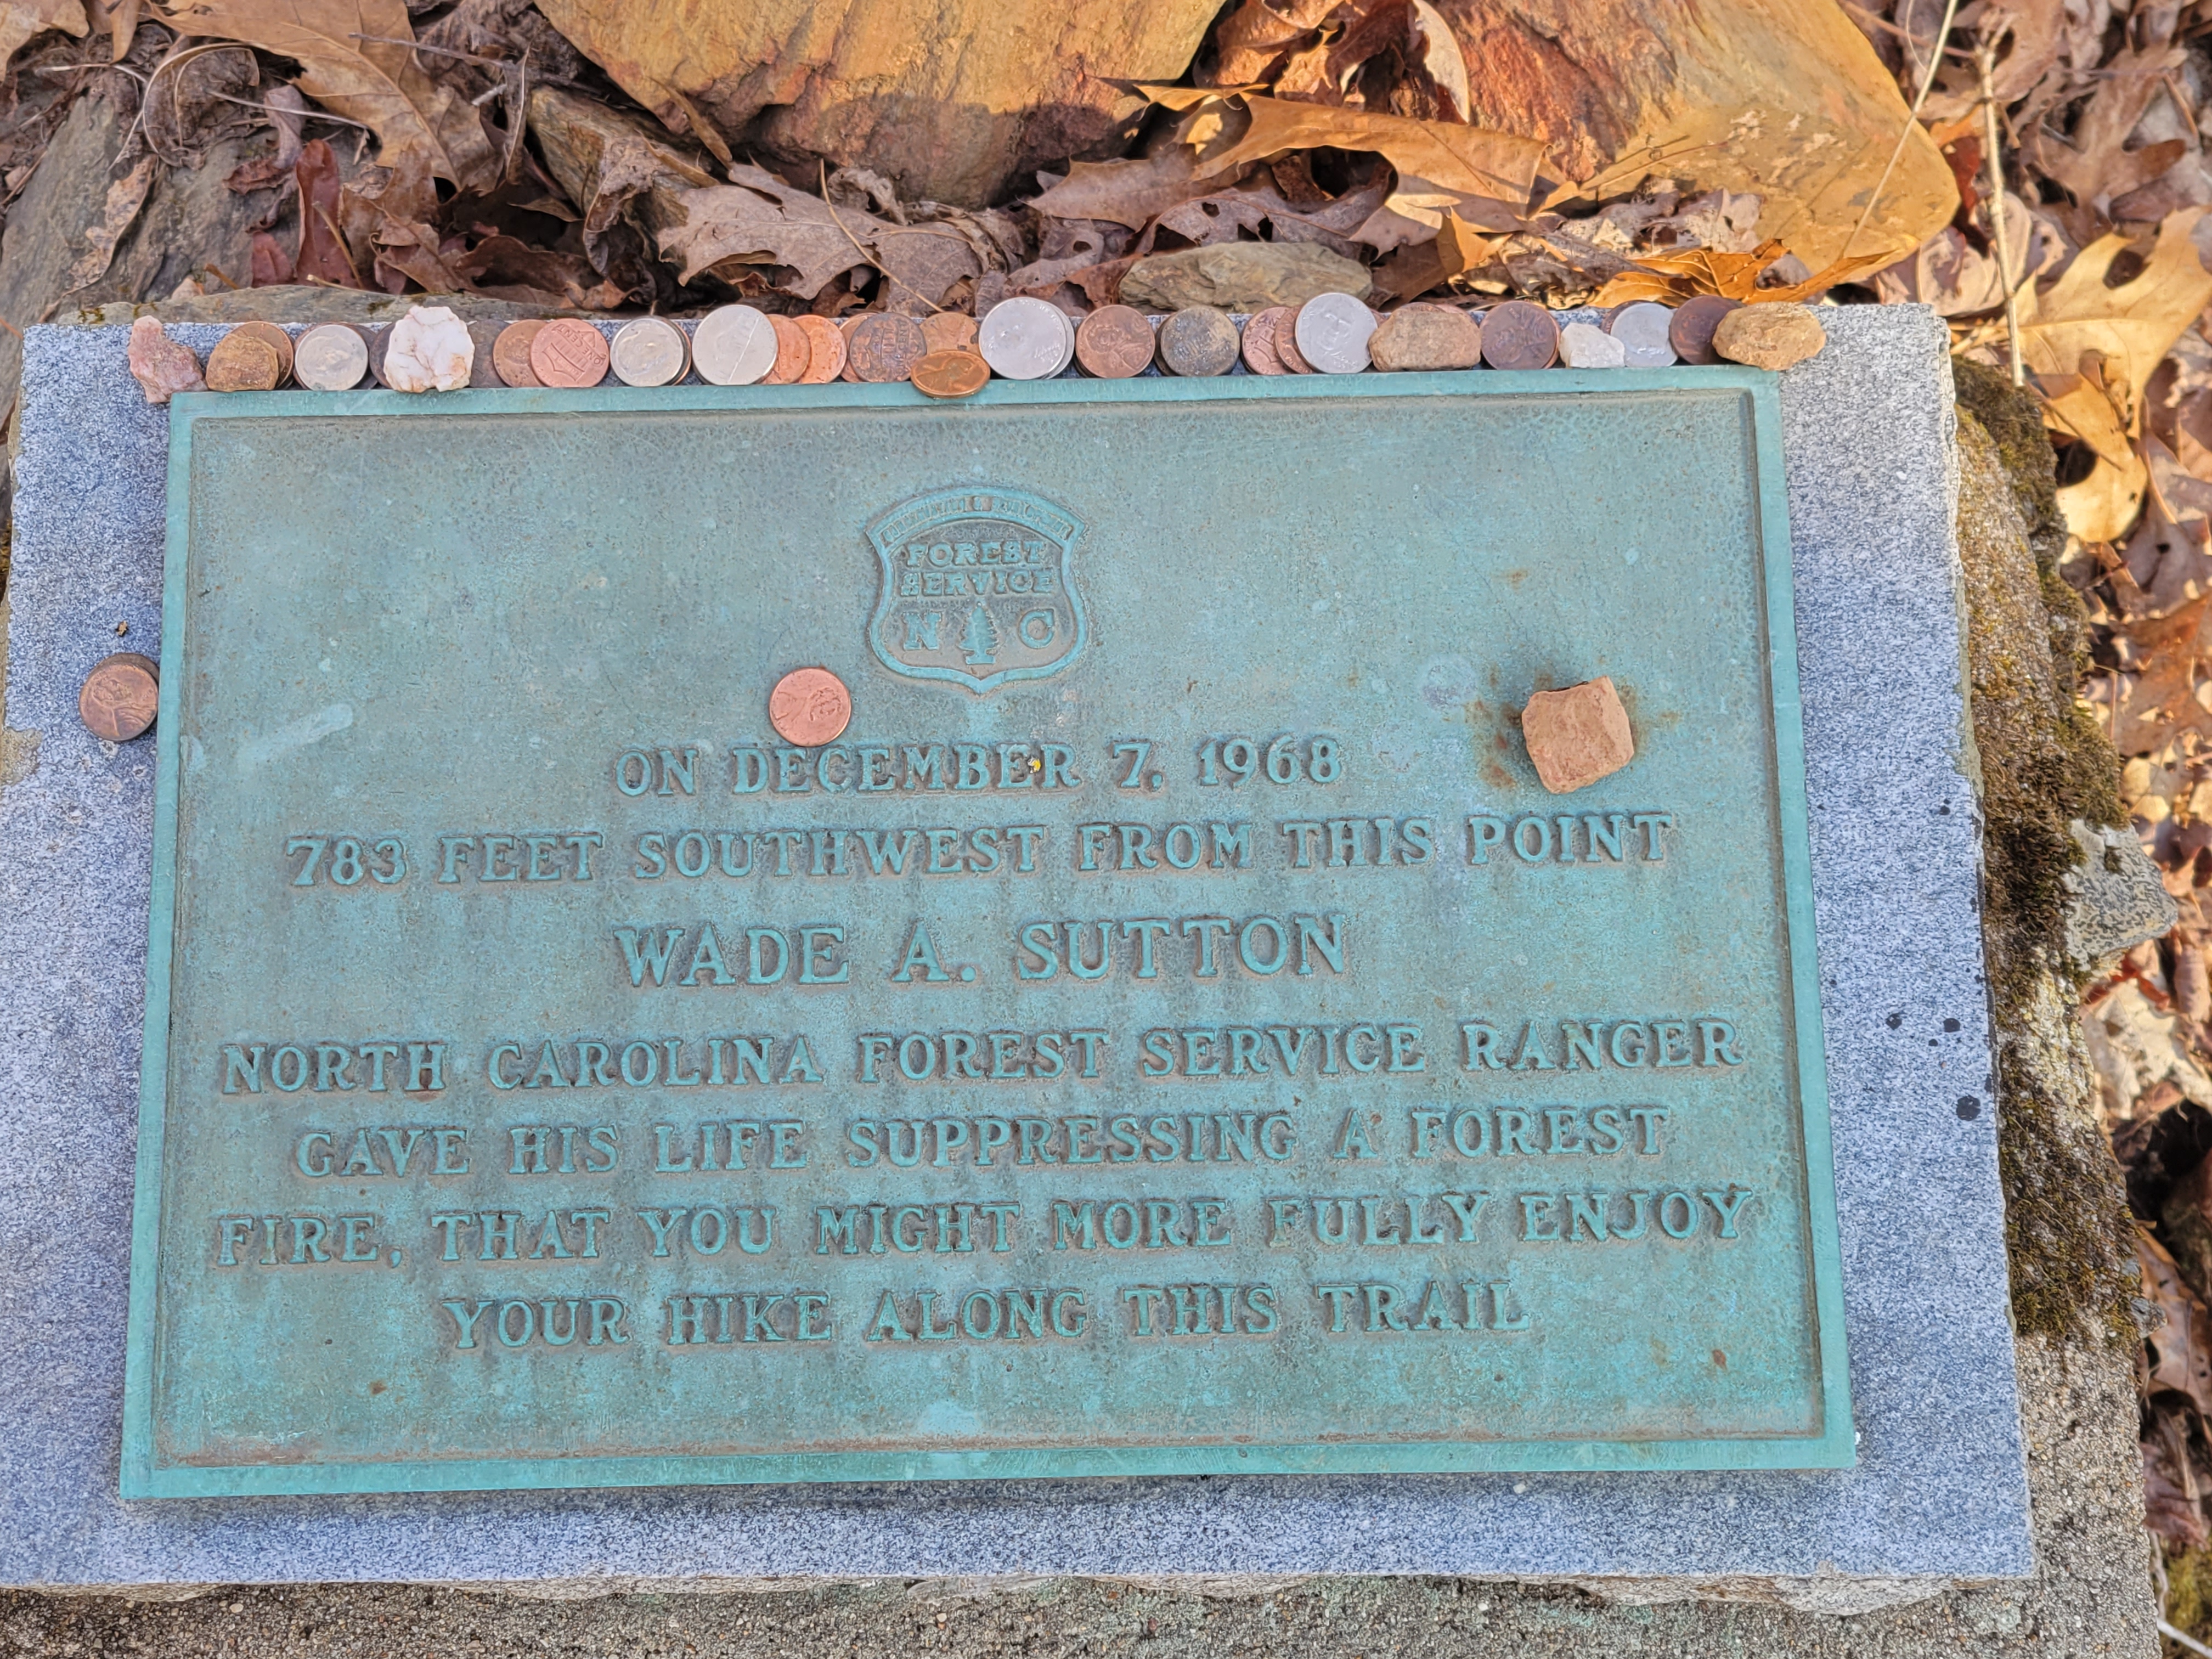 FOREST
SERVICE
N C
ON DECEMBER 7, 1968
783 FEET SOUTHWEST FROM THIS POINT
WADE A. SUTTON
NORTH CAROLINA FOREST SERVICE RANGER
GAVE HIS LIFE SUPPRESSING A FOREST
FIRE, THAT YOU MIGHT MORE FULLY ENJOY
YOUR HIKE ALONG THIS TRAIL